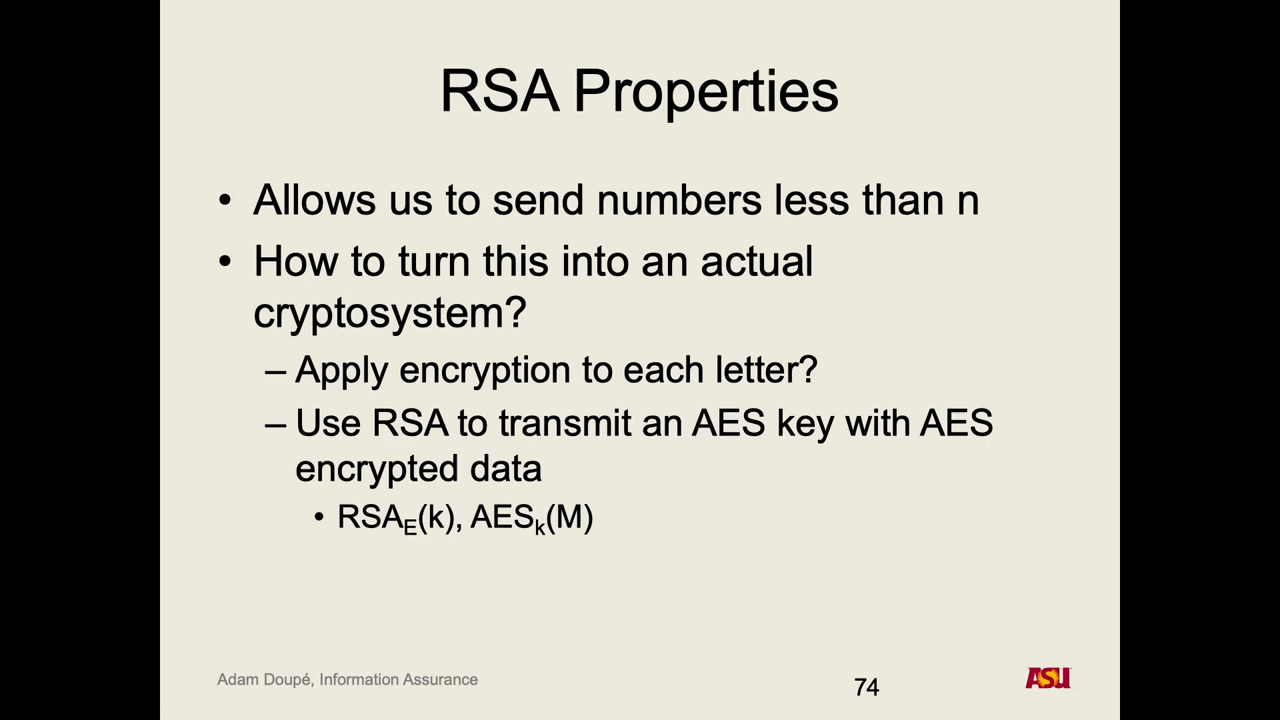 RSA Properties
• Allows us to send numbers less than n
• How to turn this into an actual
cryptosystem?
– Apply encryption to each letter?
– Use RSA to transmit an AES key with AES
encrypted data
• RSAE(k), AESk(M)
Adam Doupé, Information Assurance
74
ASU